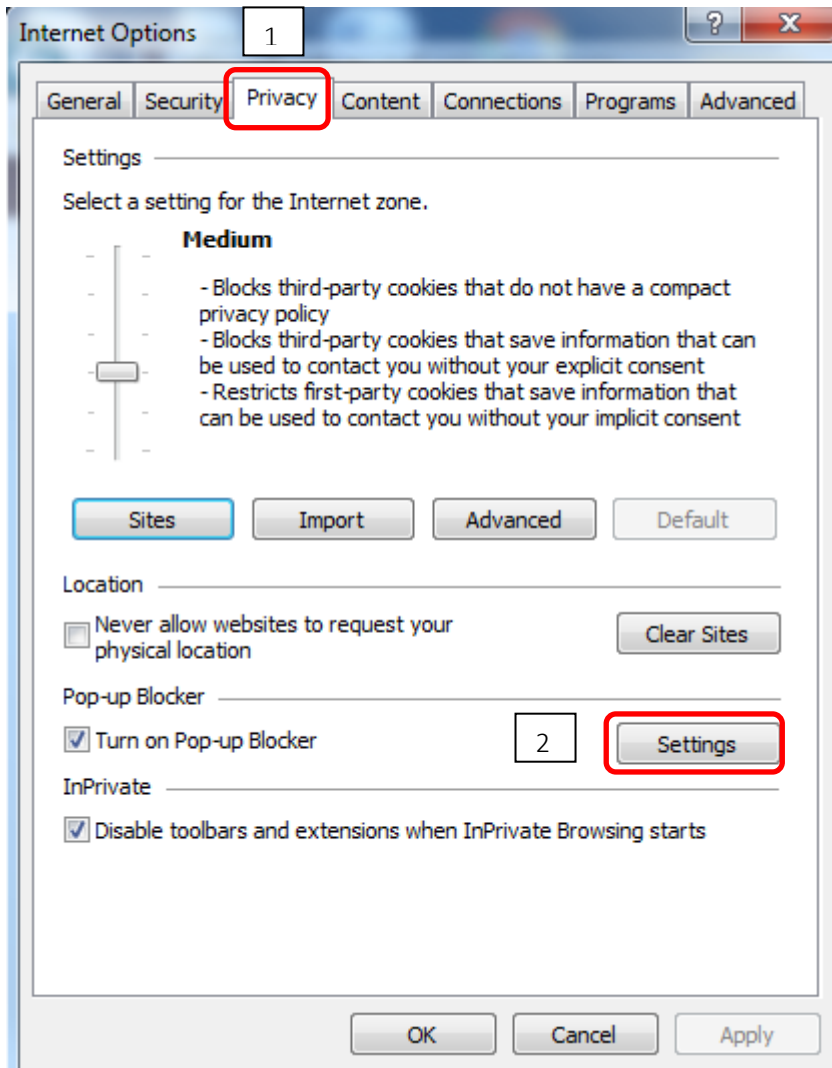 Internet Options
1
?
X
General Security Privacy Content Connections Programs Advanced
Settings
Select a setting for the Internet zone.
Medium
- Blocks third-party cookies that do not have a compact
privacy policy
- Blocks third-party cookies that save information that can
be used to contact you without your explicit consent
- Restricts first-party cookies that save information that
can be used to contact you without your implicit consent
Sites Import Advanced Default
Location
Never allow websites to request your
physical location
Clear Sites
Pop-up Blocker
Turn on Pop-up Blocker
2
Settings
InPrivate
Disable toolbars and extensions when InPrivate Browsing starts
OK Cancel Apply